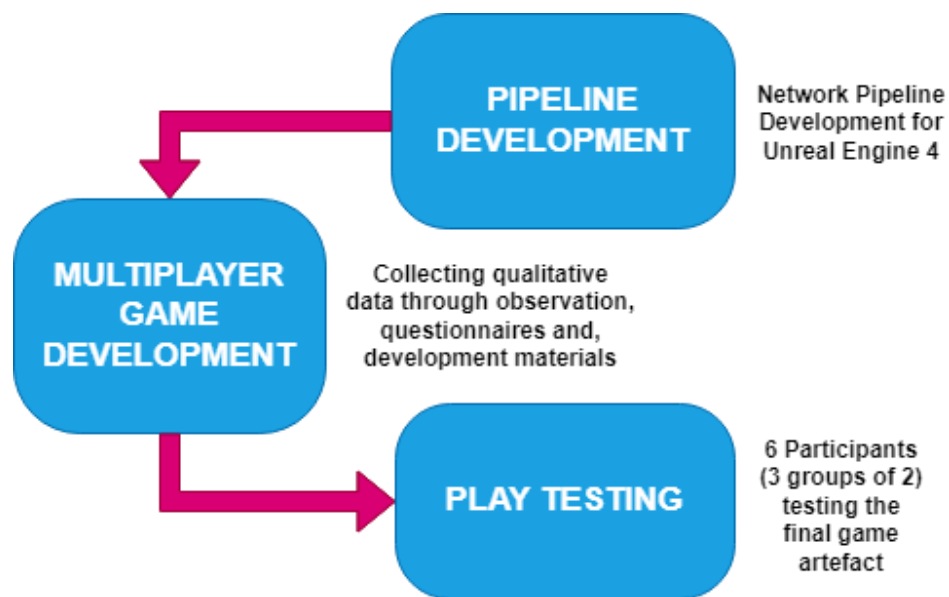 PIPELINE
DEVELOPMENT
Network Pipeline
Development for
Unreal Engine 4
MULTIPLAYER
GAME
DEVELOPMENT
Collecting qualitative
data through observation,
questionnaires and,
development materials
PLAY TESTING
6 Participants
(3 groups of 2)
testing the
final game
artefact